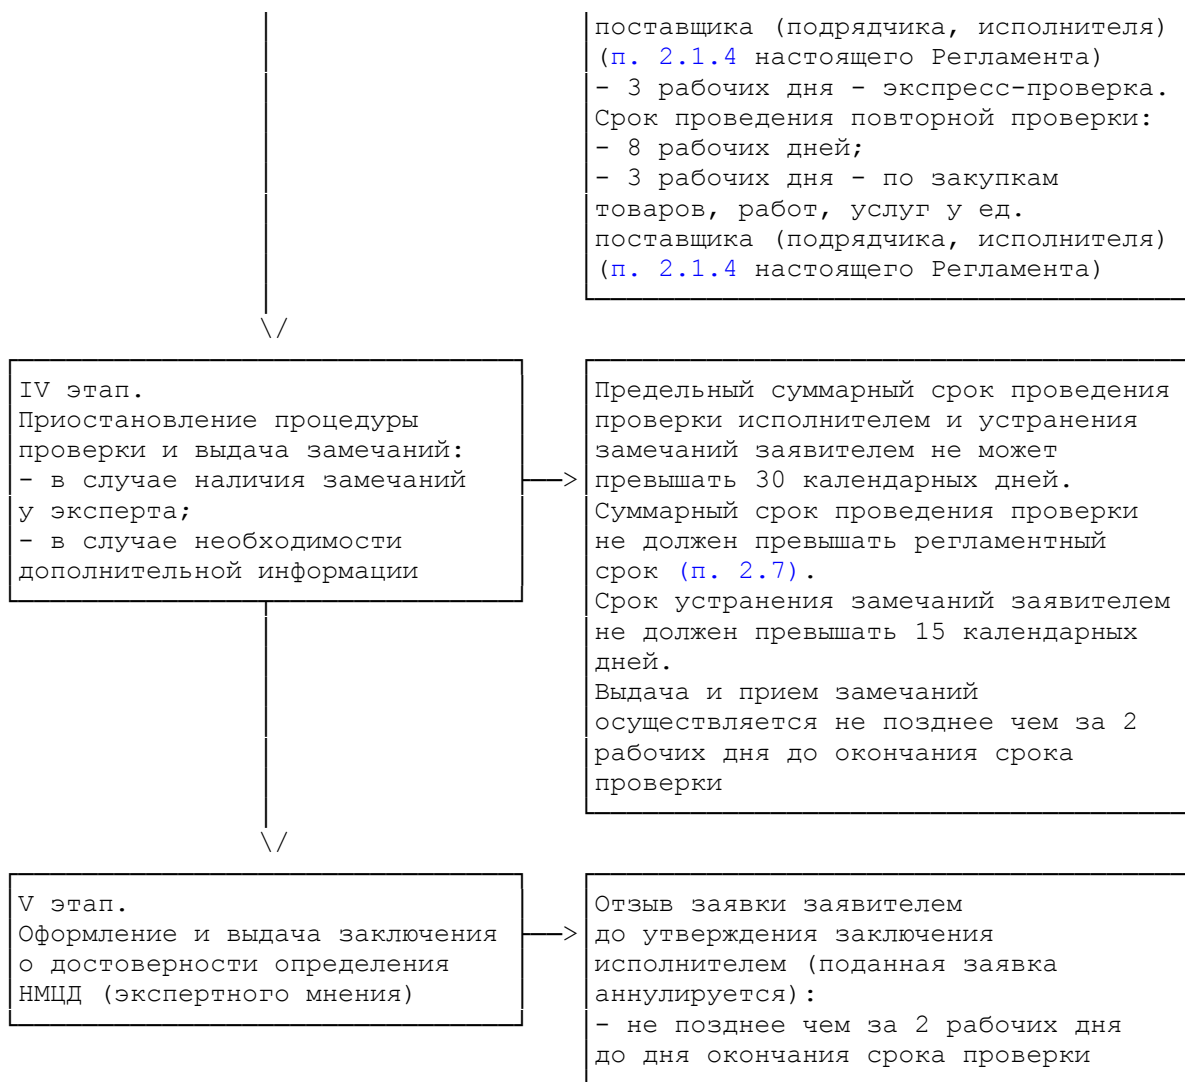 поставщика (подрядчика, исполнителя)
(п. 2.1.4 настоящего Регламента)
- 3 рабочих дня - экспресс-проверка.
Срок проведения повторной проверки:
- 8 рабочих дней;
- 3 рабочих дня - по закупкам
товаров, работ, услуг у ед.
поставщика (подрядчика, исполнителя)
(п. 2.1.4 настоящего Регламента)
IV этап.
Приостановление процедуры
проверки и выдача замечаний:
- в случае наличия замечаний
у эксперта;
- в случае необходимости
дополнительной информации
Предельный суммарный срок проведения
проверки исполнителем и устранения
замечаний заявителем не может
превышать 30 календарных дней.
Суммарный срок проведения проверки
не должен превышать регламентный
срок (п. 2.7).
Срок устранения замечаний заявителем
не должен превышать 15 календарных
дней.
Выдача и прием замечаний
осуществляется не позднее чем за 2
рабочих дня до окончания срока
проверки
V этап.
Оформление и выдача заключения
о достоверности определения
НМЦД (экспертного мнения)
Отзыв заявки заявителем
до утверждения заключения
исполнителем (поданная заявка
аннулируется):
- не позднее чем за 2 рабочих дня
до дня окончания срока проверки